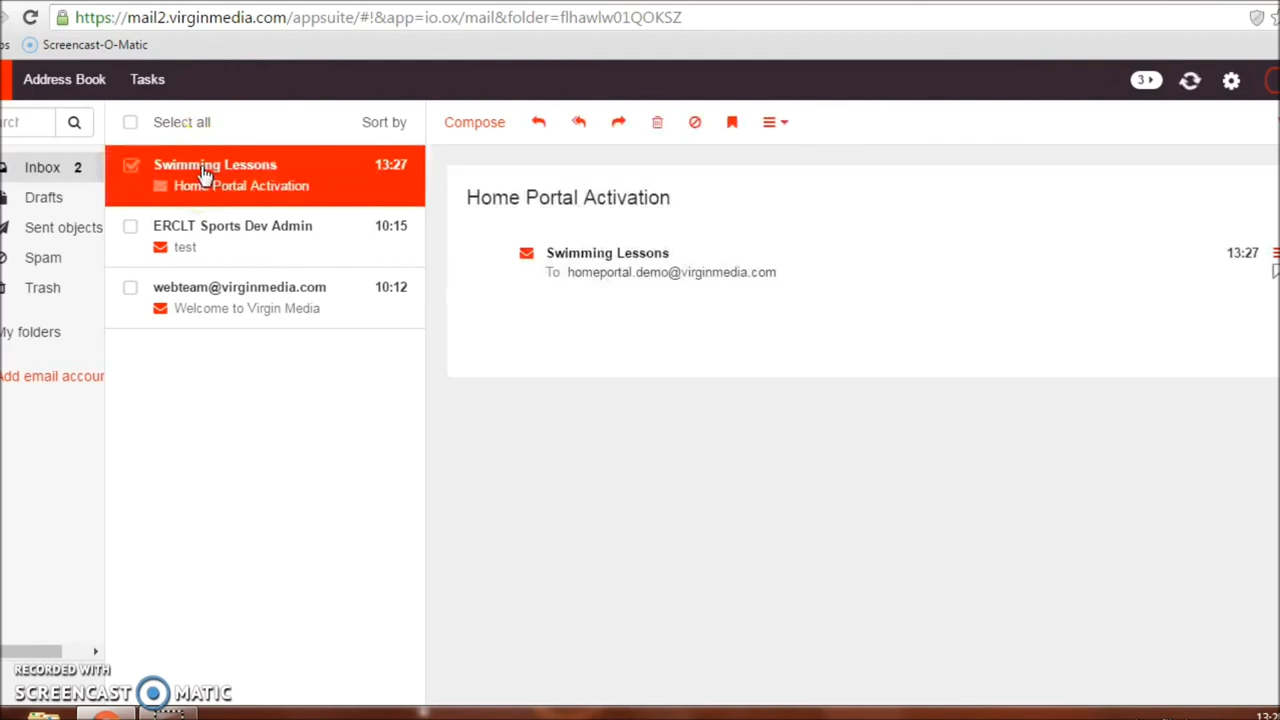 https://mail2.virginmedia.com/appsuite/#!&app=io.ox/mail&folder=flhawlw01QOKSZ
Screencast-O-Matic
Address Book Tasks 3
Select all Sort by Compose
Inbox 2
Drafts
Sent objects
Spam
Trash
My folders
Add email accour
Swimming Lessons 13:27
Home Portal Activation
ERCLT Sports Dev Admin 10:15
test
webteam@virginmedia.com 10:12
Welcome to Virgin Media
Home Portal Activation
Swimming Lessons 13:27
To homeportal.demo@virginmedia.com
RECORDED WITH
SCREENCAST MATIC